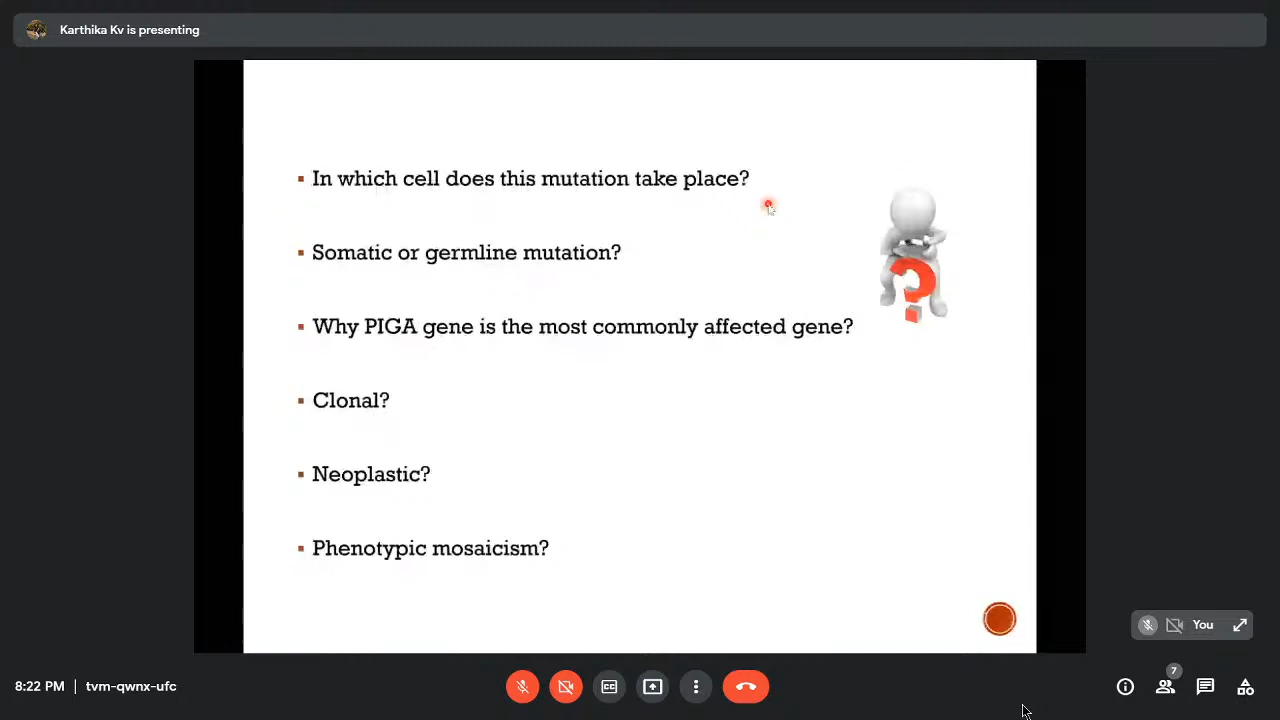 Karthika Kv is presenting
In which cell does this mutation take place?
Somatic or germline mutation?
Why PIGA gene is the most commonly affected gene?
Clonal?
Neoplastic?
Phenotypic mosaicism?
You
8:22 PM | tvm-qwnx-ufc
7